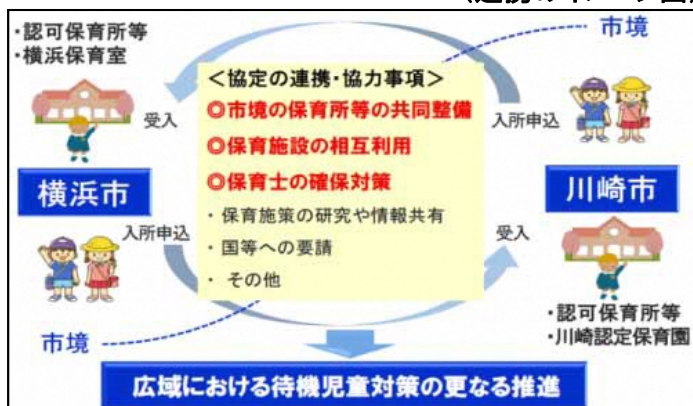 市境
・認可保育所等
・横浜保育室
受入
横浜市
入所申込
市境
<協定の連携・協力事項>
◎市境の保育所等の共同整備
◎保育施設の相互利用
◎保育士の確保対策
・保育施策の研究や情報共有
・国等への要請
・その他
入所申込
川崎市
受入
・認可保育所等
・川崎認定保育園
広域における待機児童対策の更なる推進